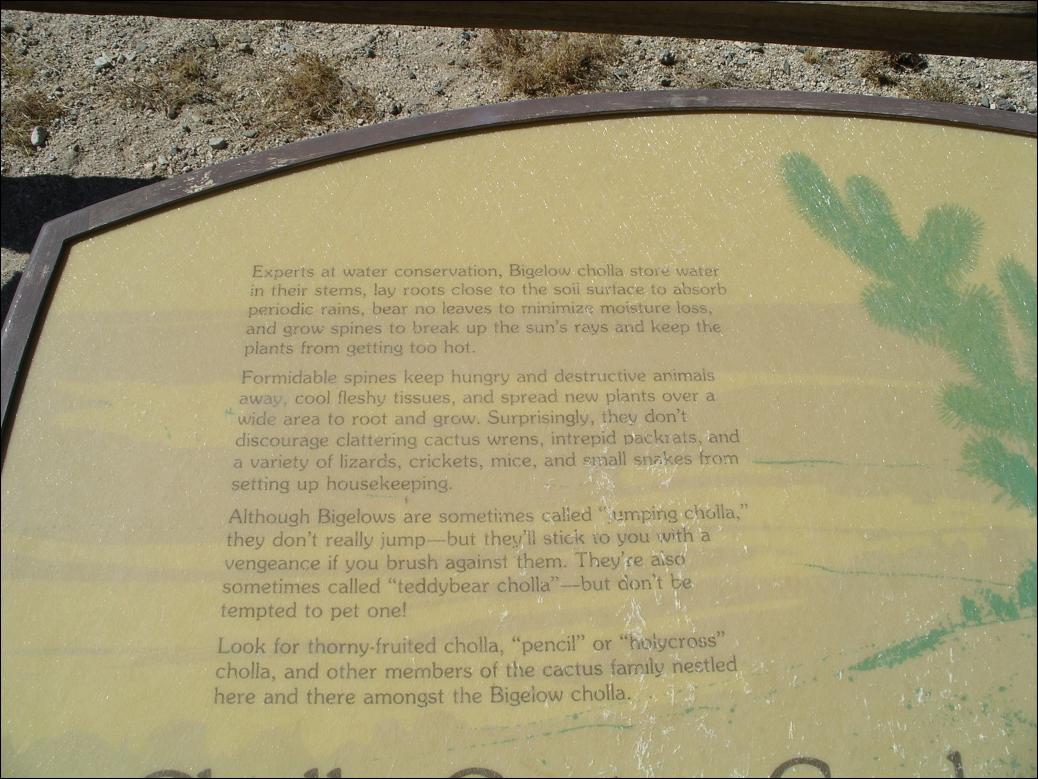 Experts at water conservation, Bigelow cholla store water
in their stems, lay roots close to the soil surface to absorb
periodic rains, bear no leaves to minimize moisture loss,
and grow spines to break up the sun's rays and keep the
plants from getting too hot.
Formidable spines keep hungry and destructive animals
away, cool fleshy tissues, and spread new plants over a
wide area to root and grow. Surprisingly, they don't
discourage clattering cactus wrens, intrepid packrats, and
a variety of lizards, crickets, mice, and small snakes from
setting up housekeeping.
Although Bigelows are sometimes called "jumping cholla,"
they don't really jump—but they'll stick to you with a
vengeance if you brush against them. They're also
sometimes called "teddybear cholla"—but don't be
tempted to pet one!
Look for thorny-fruited cholla, "pencil" or "holycross"
cholla, and other members of the cactus family nestled
here and there amongst the Bigelow cholla.